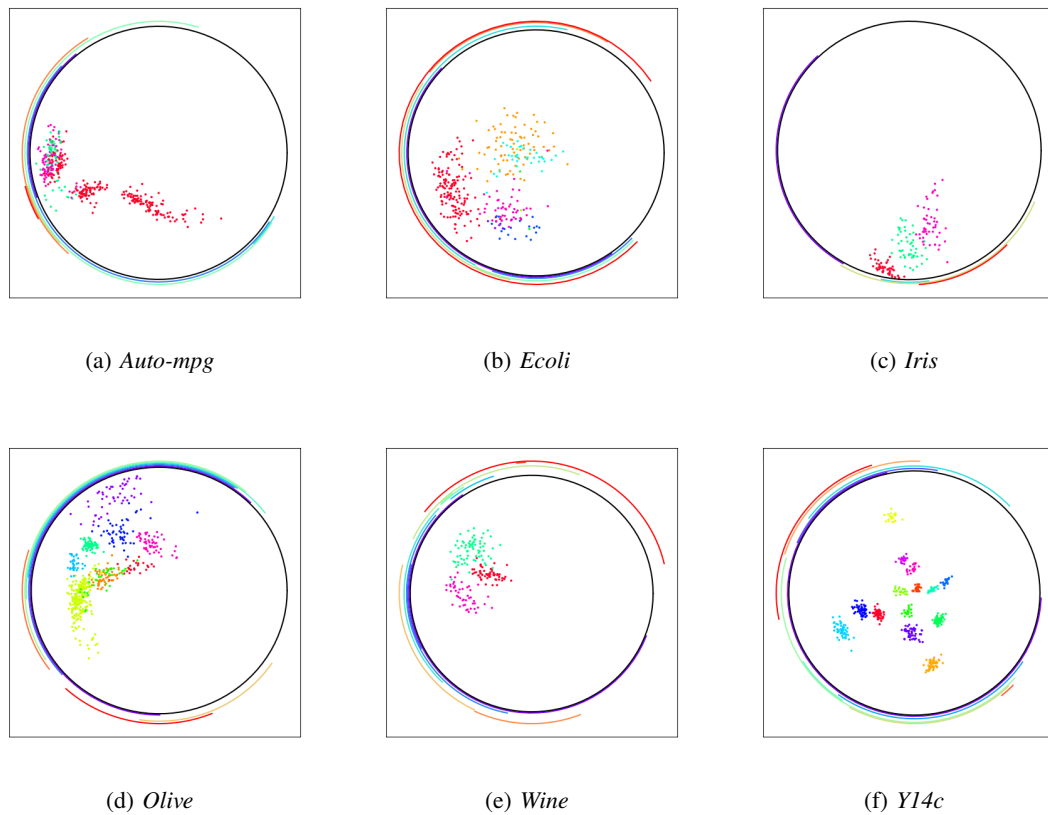 (a) Auto-mpg
(b) Ecoli
(c) Iris
(d) Olive
(e) Wine
(f) Y14c